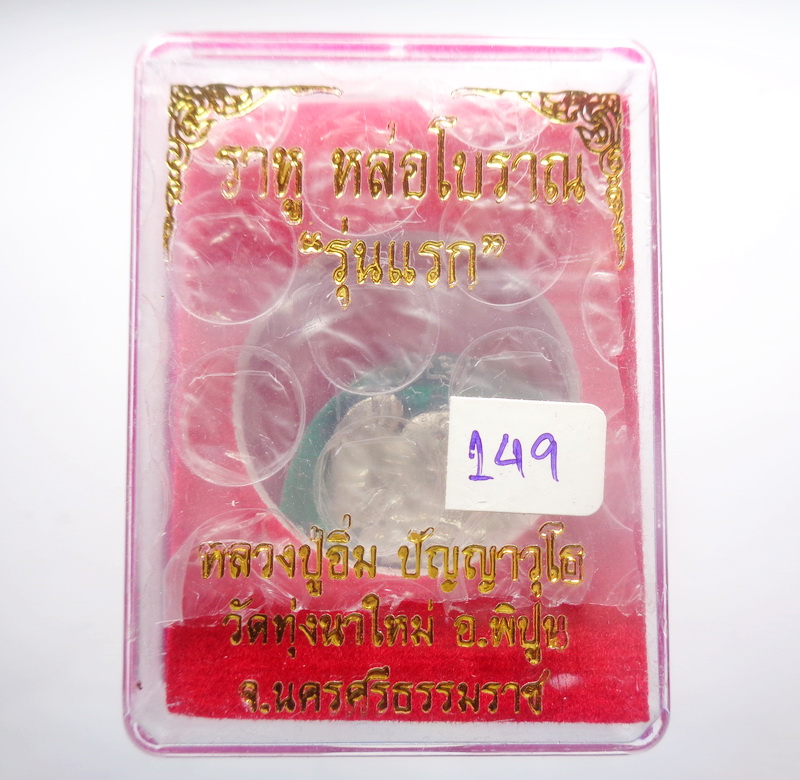 ราหู หล่อโบราณ
“รุ่นแรก”
149
หลวงปู่อิ่ม ปัญญาวุโธ
วัดทุ่งนาใหม่ อ.พิปูน
จ.นครศรีธรรมราช